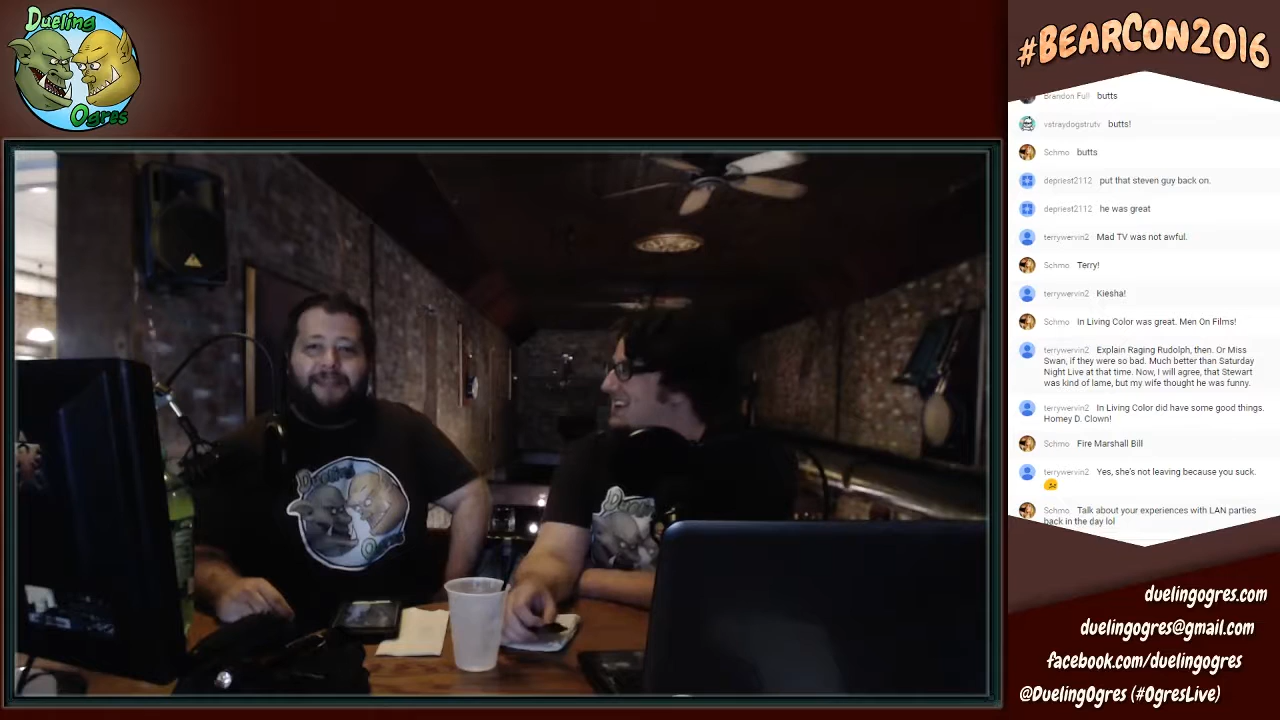 Dueling
Ogres
#BEARCON2016
Brandon Full butts
vstraydogstrutv butts!
Schmo butts
depriest2112 put that steven guy back on.
depriest2112 he was great
terrywervin2 Mad TV was not awful.
Schmo Terry!
terrywervin2 Kiesha!
Schmo In Living Color was great. Men On Films!
terrywervin2 Explain Raging Rudolph, then. Or Miss
Swan, if they were so bad. Much better than Saturday
Night Live at that time. Now, I will agree, that Stewart
was kind of lame, but my wife thought he was funny.
terrywervin2 In Living Color did have some good things.
Homey D. Clown!
Schmo Fire Marshall Bill
terrywervin2 Yes, she's not leaving because you suck.
Schmo Talk about your experiences with LAN parties
back in the day lol
Dueling
Ogres
duelingogres.com
duelingogres@gmail.com
facebook.com/duelingogres
@DuelingOgres (#OgresLive)